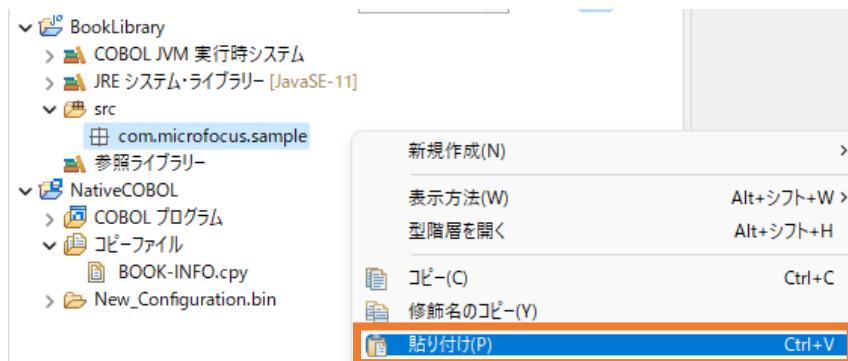 BookLibrary
COBOL JVM 実行時システム
JRE システム・ライブラリー [JavaSE-11]
src
com.microfocus.sample
参照ライブラリー
NativeCOBOL
COBOL プログラム
コピーファイル
BOOK-INFO.cpy
New_Configuration.bin
新規作成(N)
表示方法(W) Alt+シフト+W
型階層を開く Alt+シフト+H
コピー(C) Ctrl+C
修飾名のコピー(Y)
貼り付け(P) Ctrl+V